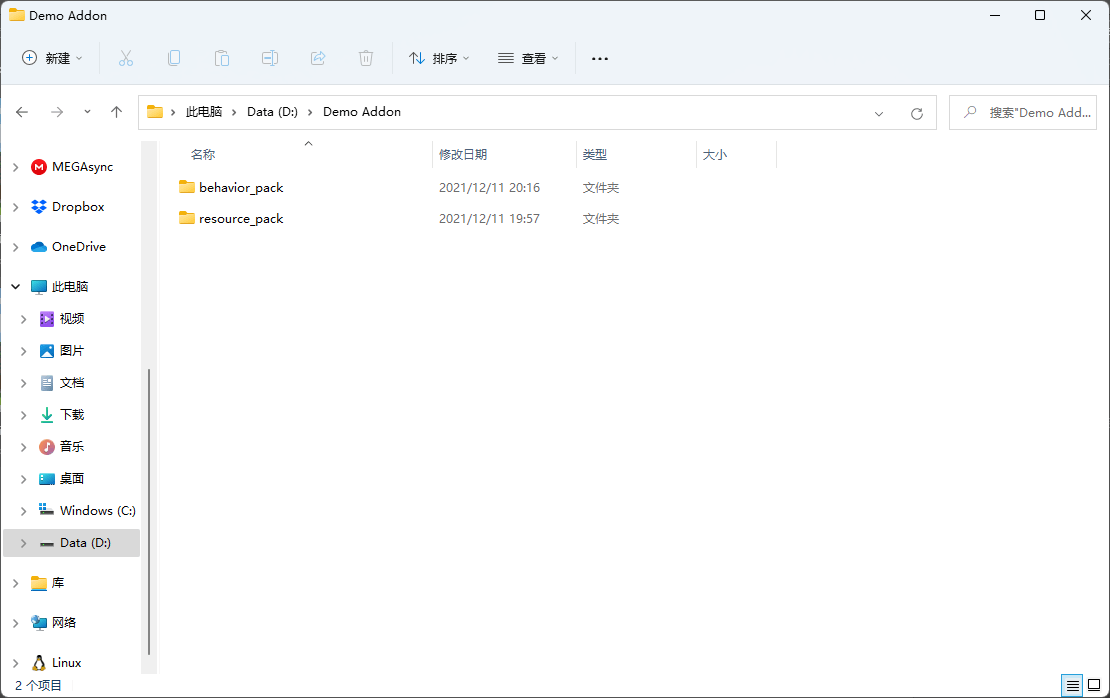 Demo Addon
新建 排序 查看
此电脑 Data (D:) Demo Addon 搜索"Demo Add...
名称 修改日期 类型 大小
behavior_pack 2021/12/11 20:16 文件夹
resource_pack 2021/12/11 19:57 文件夹
MEGAsync
Dropbox
OneDrive
此电脑
视频
图片
文档
下载
音乐
桌面
Windows (C:)
Data (D:)
库
网络
Linux
2 个项目